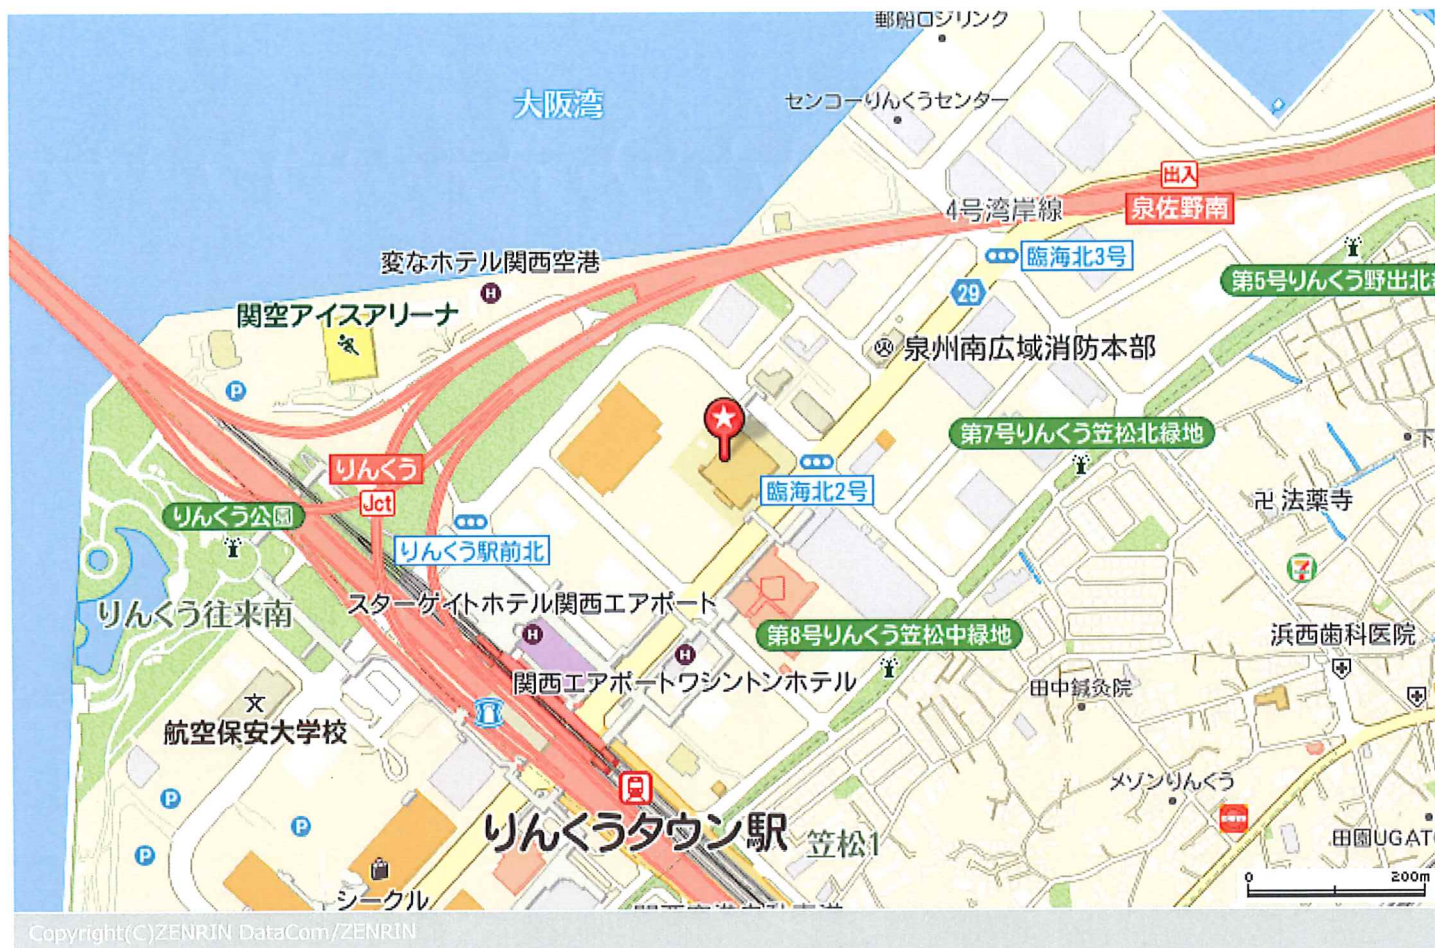 郵船ロジリンク
センコーりんくうセンター
大阪湾
出入
泉佐野南
4号湾岸線
臨海北3号
変なホテル関西空港
H
29
第5号りんくう野出北
関空アイスアリーナ
泉州南広域消防本部
P
第7号りんくう笠松北緑地
りんくう
臨海北2号
Jct
卍 法薬寺
りんくう公園
りんくう駅前北
7
りんくう往来南
スターゲイトホテル関西エアポート
H
第8号りんくう笠松中緑地
浜西歯科医院
H
関西エアポートワシントンホテル
田中鍼灸院
文
航空保安大学校
メゾンりんくう
P
P
りんくうタウン駅
笠松1
田園UGAT
P
シークル
0
200m
Copyright(C)ZENRIN DataCom/ZENRIN